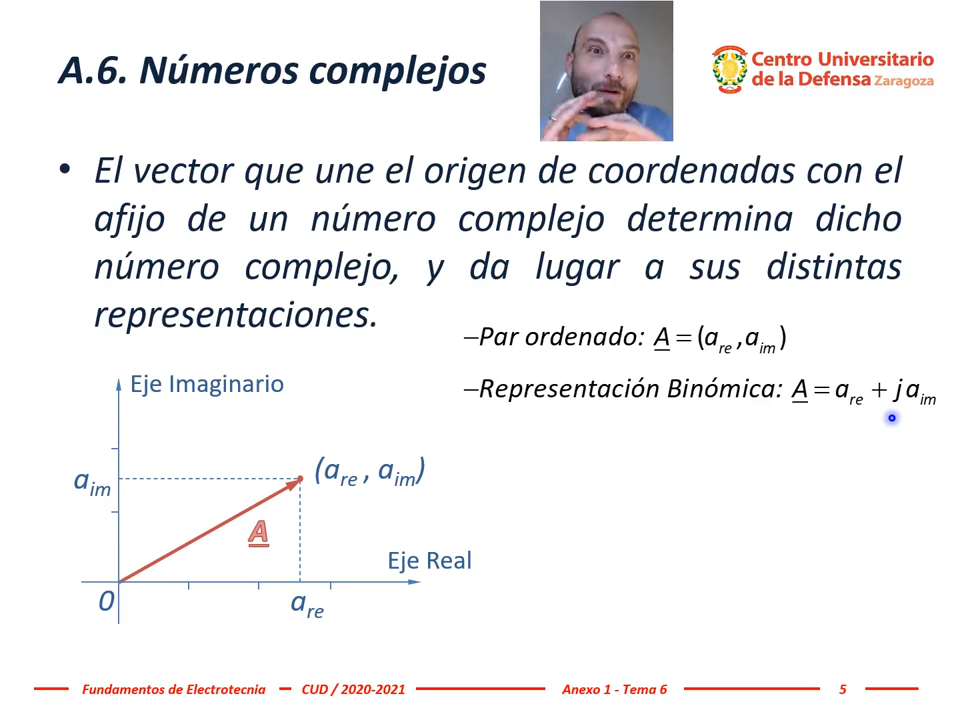 A.6. Números complejos
Centro Universitario
de la Defensa Zaragoza
• El vector que une el origen de coordenadas con el
afijo de un número complejo determina dicho
número complejo, y da lugar a sus distintas
representaciones.
–Par ordenado: A = (are , aim)
–Representación Binómica: A = are + j aim
Eje Imaginario
(are , aim)
aim
A
Eje Real
0
are
Fundamentos de Electrotecnia
CUD / 2020-2021
Anexo 1 - Tema 6
5